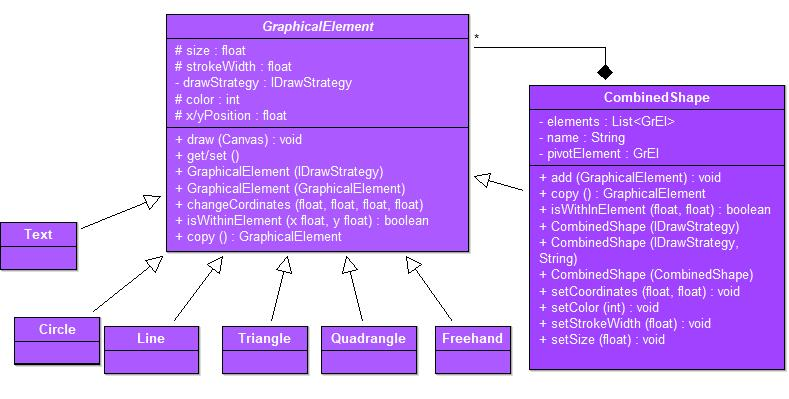 GraphicalElement
# size : float
# strokeWidth : float
- drawStrategy : IDrawStrategy
# color : int
# x/yPosition : float
+ draw (Canvas) : void
+ get/set ()
+ GraphicalElement (IDrawStrategy)
+ GraphicalElement (GraphicalElement)
+ changeCordinates (float, float, float, float)
+ isWithinElement (x float, y float) : boolean
+ copy () : GraphicalElement
*
CombinedShape
- elements : List<GrEl>
- name : String
- pivotElement : GrEl
+ add (GraphicalElement) : void
+ copy () : GraphicalElement
+ isWithInElement (float, float) : boolean
+ CombinedShape (IDrawStrategy)
+ CombinedShape (IDrawStrategy,
String)
+ CombinedShape (CombinedShape)
+ setCoordinates (float, float) : void
+ setColor (int) : void
+ setStrokeWidth (float) : void
+ setSize (float) : void
Text
Circle
Line
Triangle
Quadrangle
Freehand